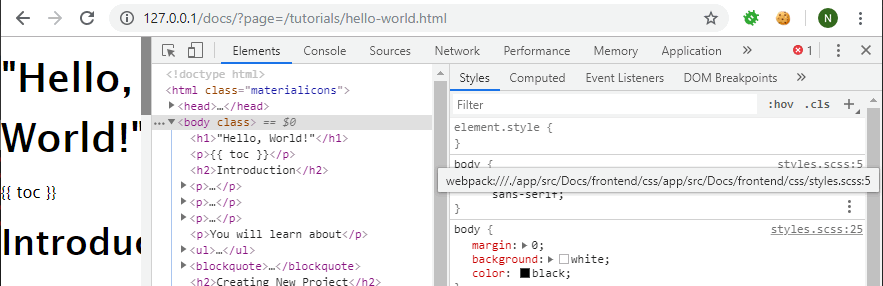 127.0.0.1/docs/?page=/tutorials/hello-world.html
N
Elements Console Sources Network Performance Memory Application » 1
"Hello,
World!"
{{ toc }}
Introduc
<!doctype html>
<html class="materialicons">
<head>…</head>
…<body class> == $0
<h1>"Hello, World!"</h1>
<p>{{ toc }}</p>
<h2>Introduction</h2>
<p>…</p>
<p>…</p>
<p>…</p>
<p>You will learn about</p>
<ul>…</ul>
<blockquote>…</blockquote>
<h2>Creating New Project</h2>
Styles Computed Event Listeners DOM Breakpoints »
Filter :hov .cls +
element.style {
}
body { styles.scss:5
webpack:///./app/src/Docs/frontend/css/app/src/Docs/frontend/css/styles.scss:5
sans-serif;
}
body { styles.scss:25
margin: 0;
background: white;
color: black;
}